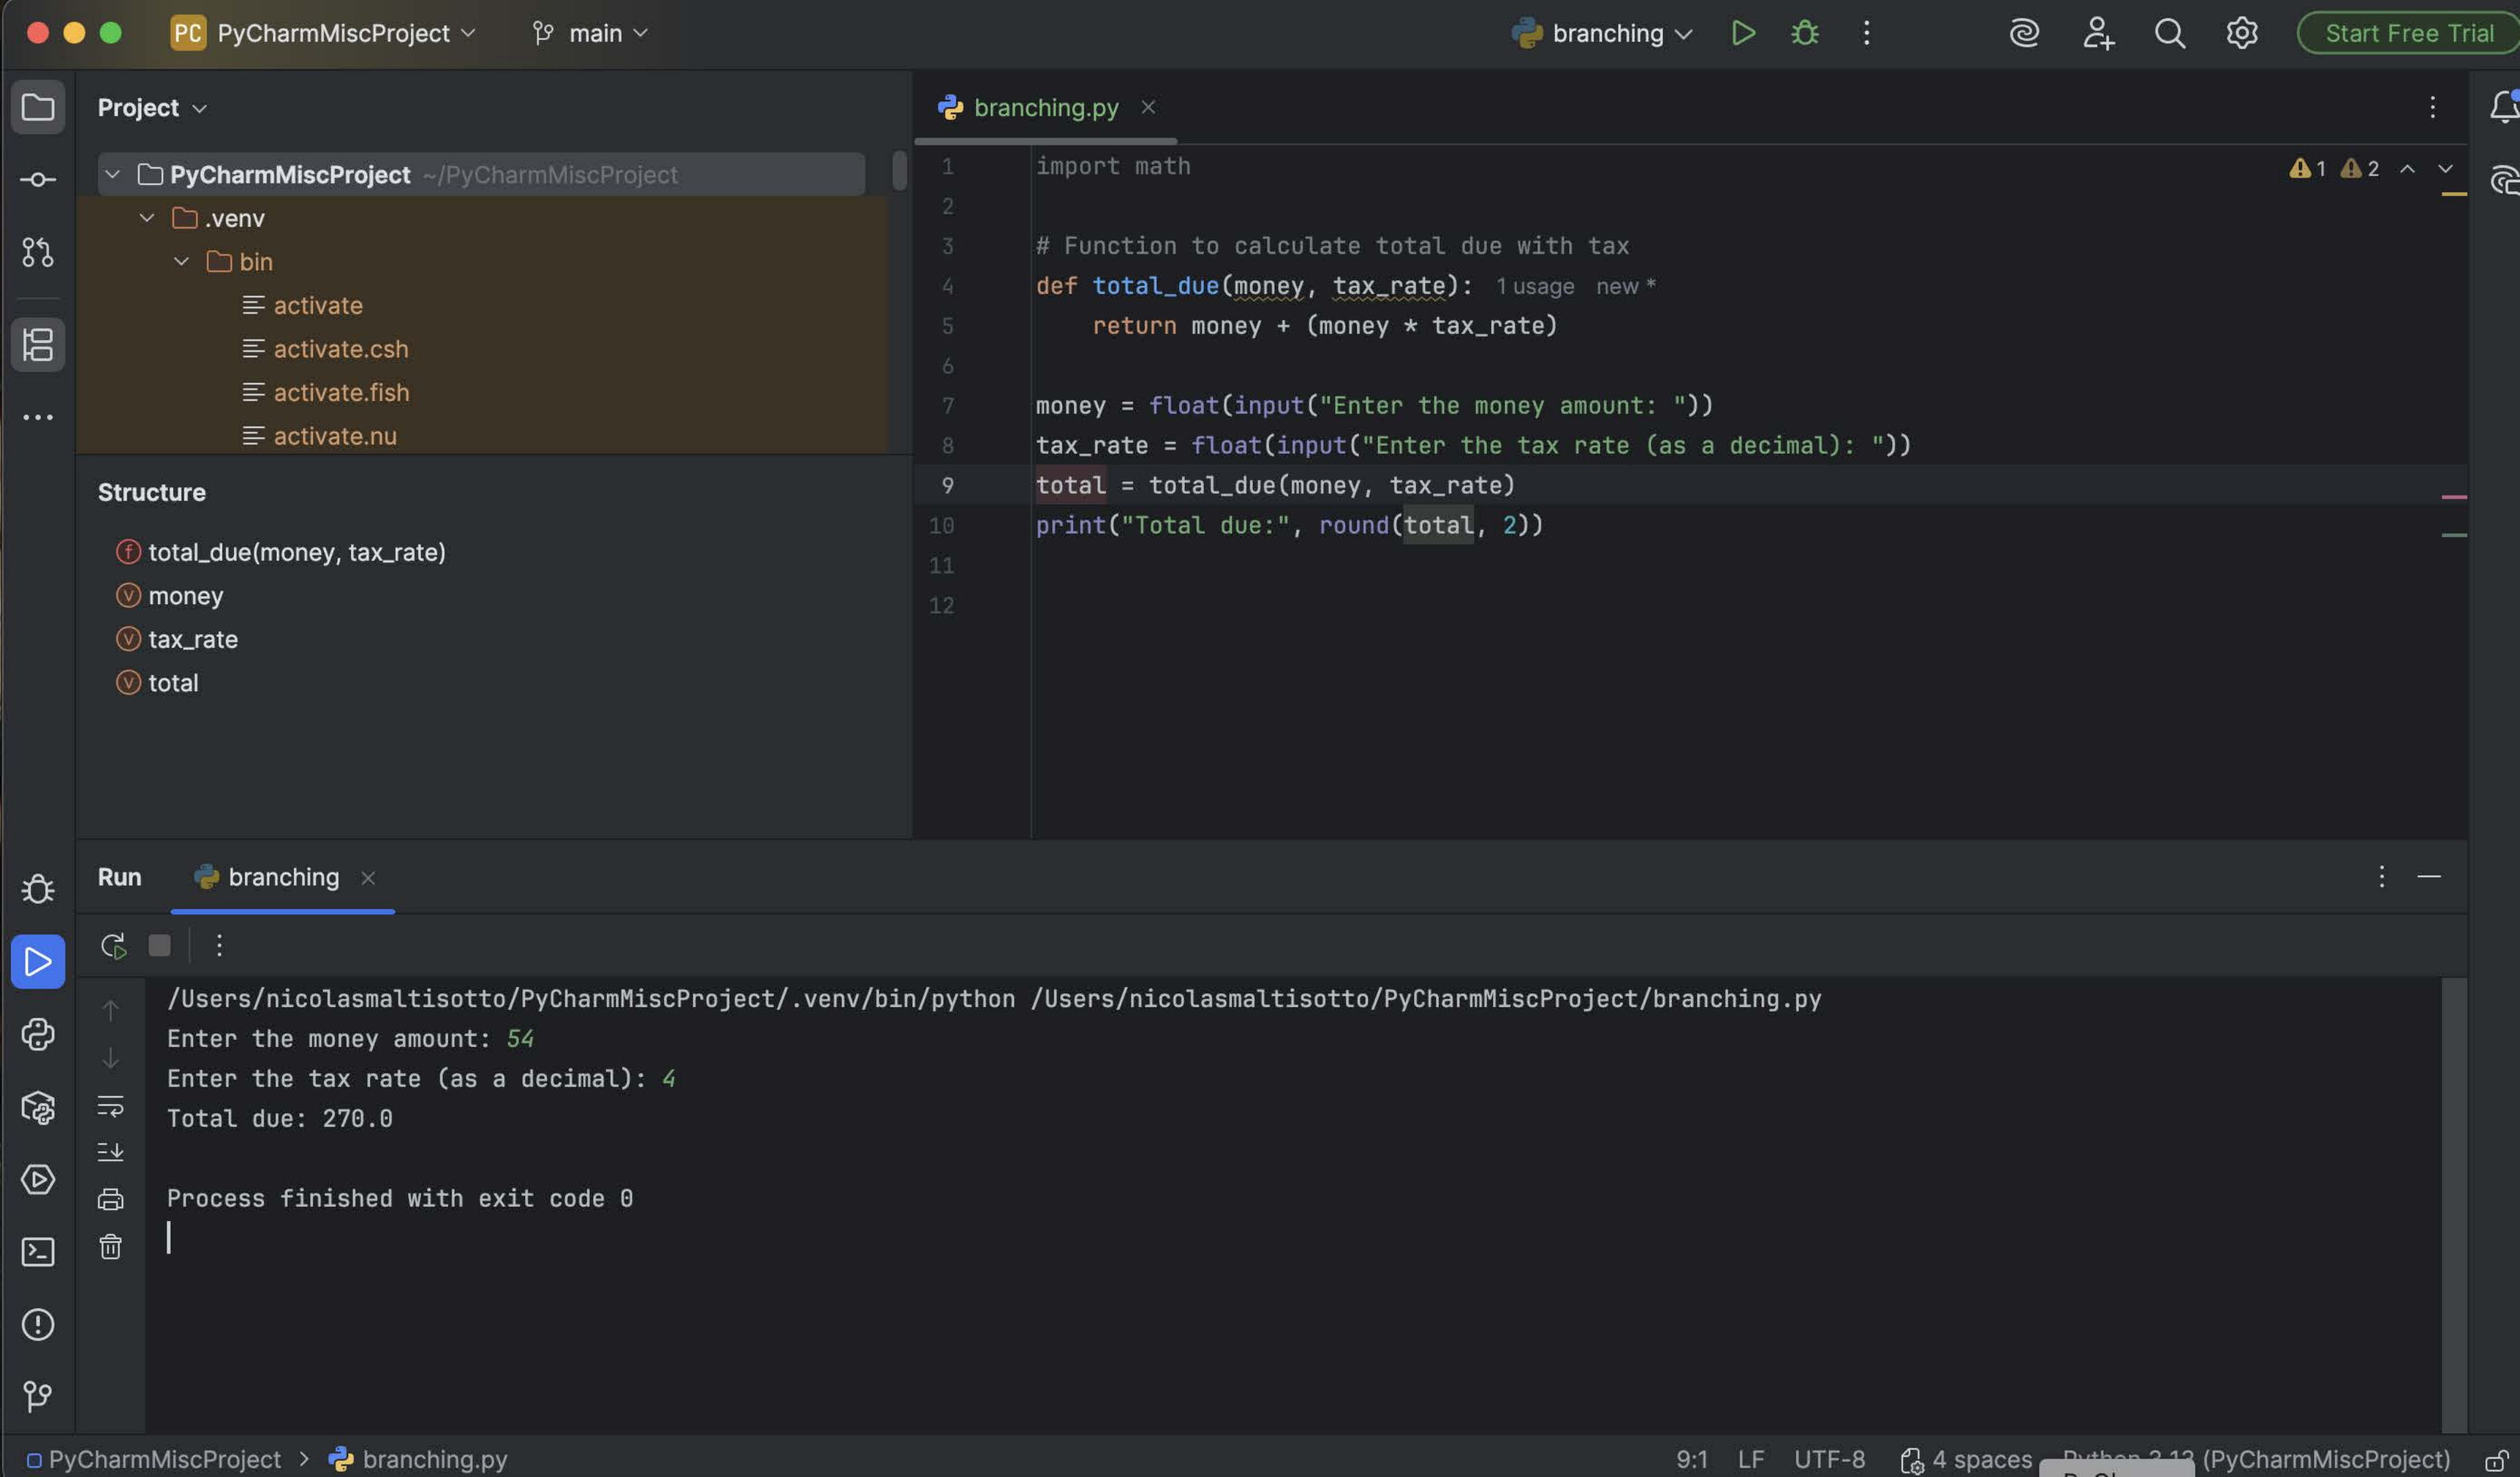 PC PyCharmMiscProject main branching Start Free Trial
Project
PyCharmMiscProject ~/PyCharmMiscProject
.venv
bin
activate
activate.csh
activate.fish
activate.nu
Structure
total_due(money, tax_rate)
money
tax_rate
total
branching.py
1 import math
2
3 # Function to calculate total due with tax
4 def total_due(money, tax_rate): 1 usage new *
5 return money + (money * tax_rate)
6
7 money = float(input("Enter the money amount: "))
8 tax_rate = float(input("Enter the tax rate (as a decimal): "))
9 total = total_due(money, tax_rate)
10 print("Total due:", round(total, 2))
11
12
1 2
Run branching
/Users/nicolasmaltisotto/PyCharmMiscProject/.venv/bin/python /Users/nicolasmaltisotto/PyCharmMiscProject/branching.py
Enter the money amount: 54
Enter the tax rate (as a decimal): 4
Total due: 270.0
Process finished with exit code 0
PyCharmMiscProject > branching.py 9:1 LF UTF-8 4 spaces (PyCharmMiscProject)